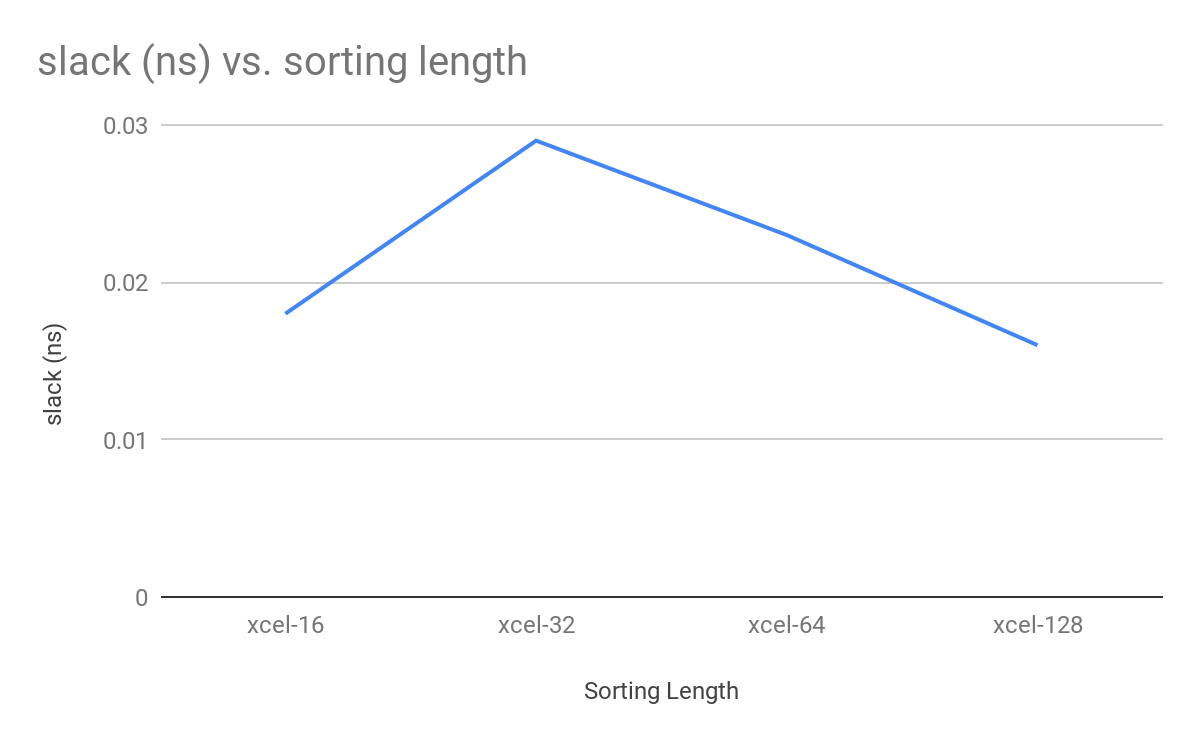 slack (ns) vs. sorting length
0.03
0.02
0.01
0
slack (ns)
xcel-16
xcel-32
xcel-64
xcel-128
Sorting Length